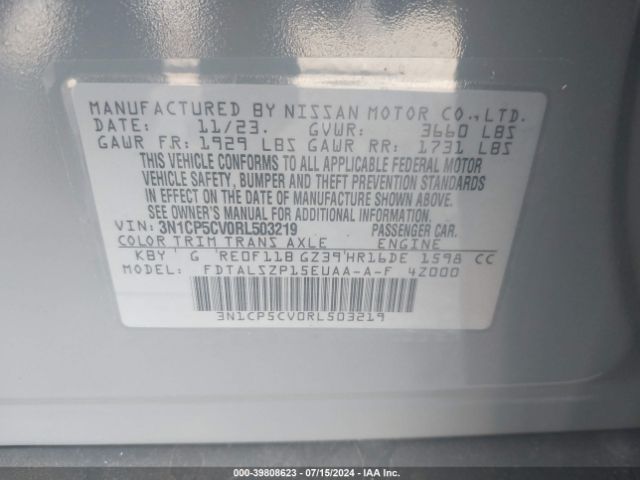 MANUFACTURED BY NISSAN MOTOR CO.,LTD.
DATE: 11/23. GVWR: 3660 LBS
GAWR FR: 1929 LBS GAWR RR: 1731 LBS
THIS VEHICLE CONFORMS TO ALL APPLICABLE FEDERAL MOTOR
VEHICLE SAFETY, BUMPER AND THEFT PREVENTION STANDARDS
IN EFFECT ON THE DATE OF MANUFACTURE SHOWN ABOVE.
SEE OWNER'S MANUAL FOR ADDITIONAL INFORMATION.
VIN: 3N1CP5CV0RL503219 PASSENGER CAR.
COLOR TRIM TRANS AXLE ENGINE
KBY G RE0F11B GZ39 HR16DE 1598 CC
MODEL: FDTALSZP15EUAA-A-F 4Z000
3N1CP5CV0RL503219
000-39808623 - 07/15/2024 - IAA Inc.